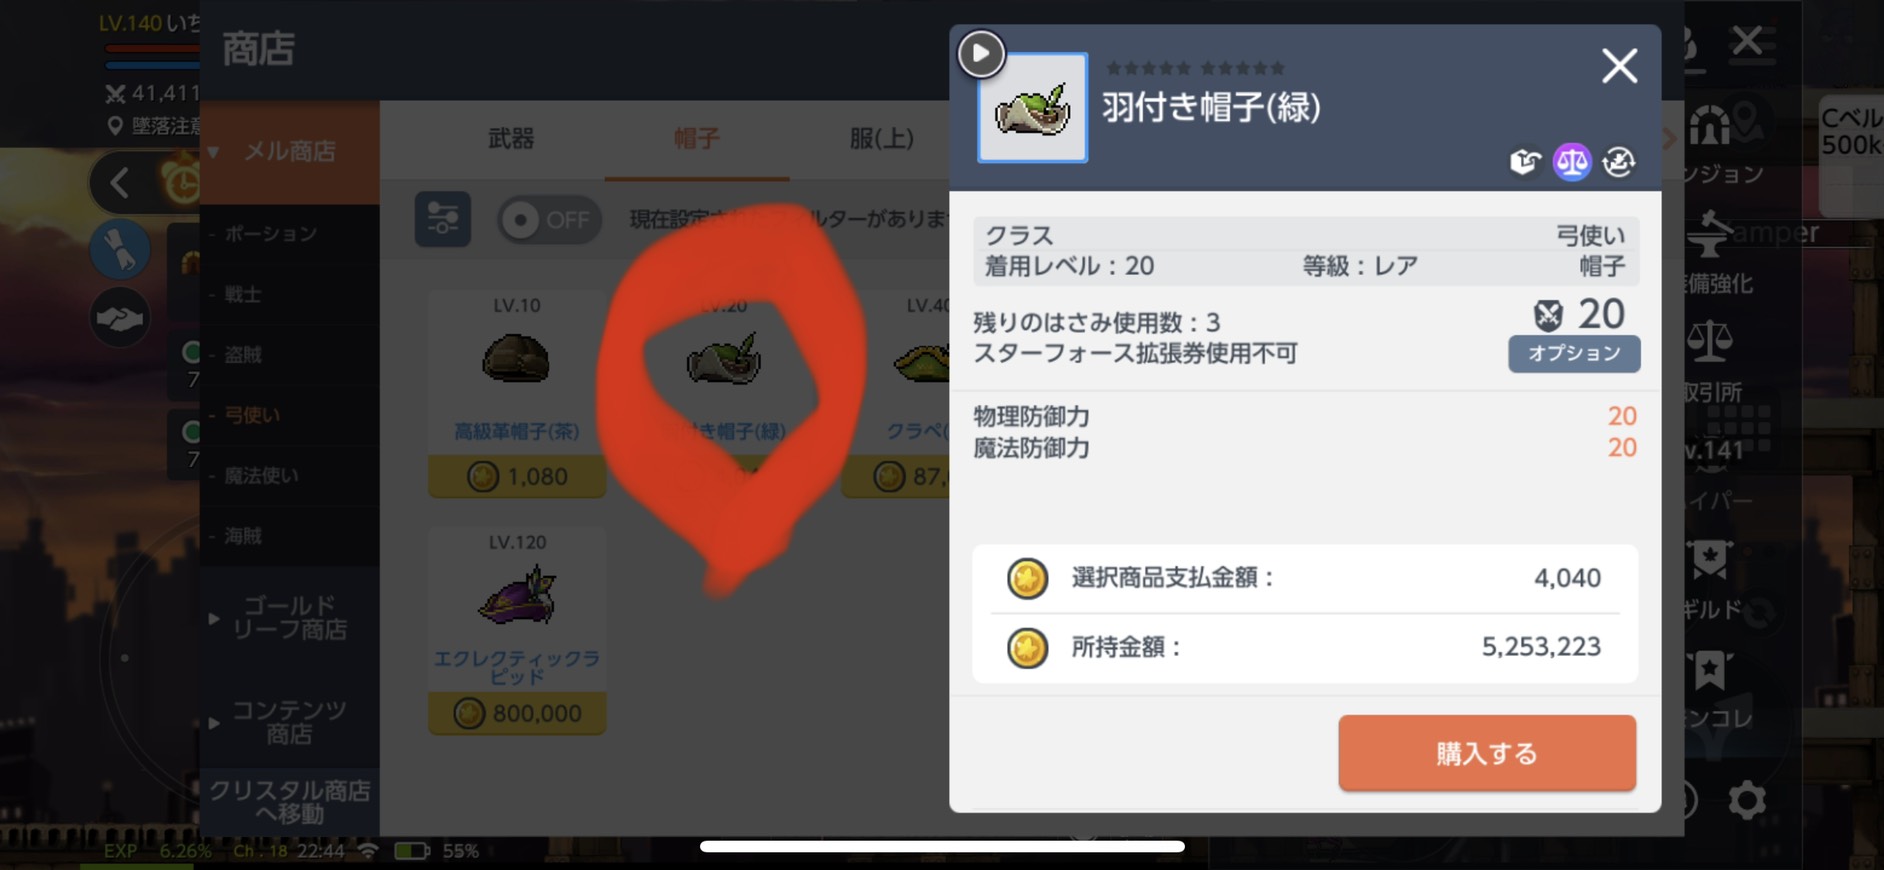 LV.140 いち
41,411
墜落注意
商店
メル商店
- ポーション
- 戦士
- 盗賊
- 弓使い
- 魔法使い
- 海賊
ゴールド
リーフ商店
コンテンツ
商店
クリスタル商店
へ移動
武器
帽子
服(上)
OFF
現在設定
ルターがありま
LV.10
高級革帽子(茶)
1,080
LV.20
付き帽子(緑)
LV.40
クラペ(
87,
LV.120
エクレクティックラ
ピッド
800,000
羽付き帽子(緑)
クラス
弓使い
着用レベル:20
等級:レア
帽子
残りのはさみ使用数:3
20
スターフォース拡張券使用不可
オプション
物理防御力
20
魔法防御力
20
選択商品支払金額:
4,040
所持金額:
5,253,223
購入する
Cベル
500k
ンジョン
amper
備強化
取引所
v.141
イパー
ギルド
ンコレ
7
7
EXP 6.26% Ch : 18 22:44 55%